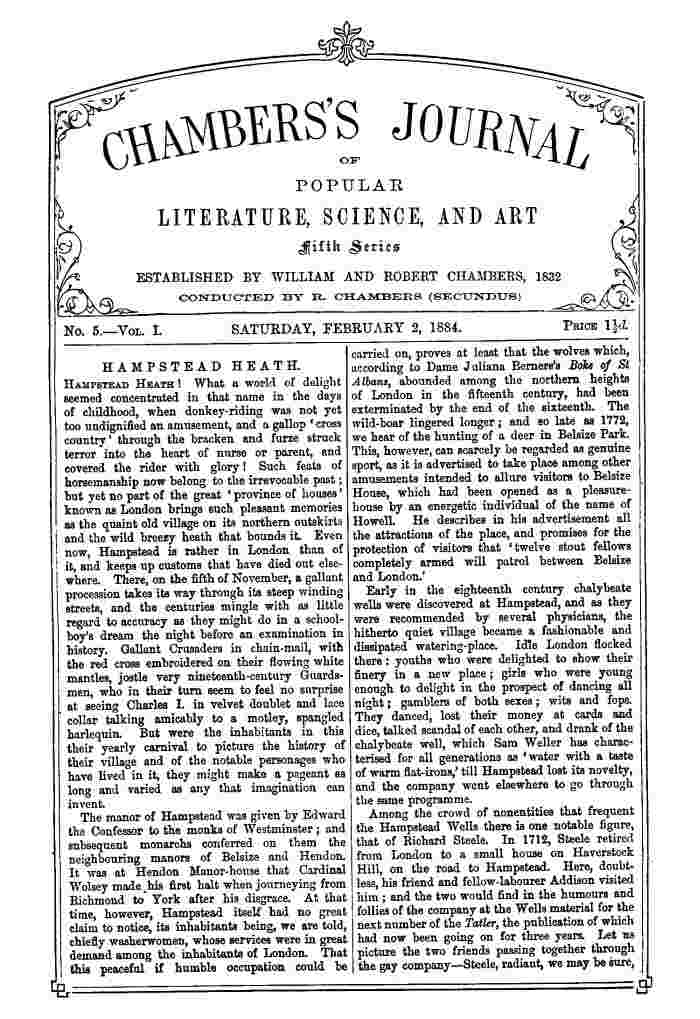 CHAMBERS'S JOURNAL
OF
POPULAR
LITERATURE, SCIENCE, AND ART
Fifth Series
ESTABLISHED BY WILLIAM AND ROBERT CHAMBERS, 1832
CONDUCTED BY R. CHAMBERS (SECUNDUS)
No. 5.—Vol. I.
SATURDAY, FEBRUARY 2, 1884.
Price 1½d.
HAMPSTEAD HEATH.
Hampstead Heath! What a world of delight
seemed concentrated in that name in the days
of childhood, when donkey-riding was not yet
too undignified an amusement, and a gallop 'cross
country' through the bracken and furze struck
terror into the heart of nurse or parent, and
covered the rider with glory! Such feats of
horsemanship now belong to the irrevocable past;
but yet no part of the great 'province of houses'
known as London brings such pleasant memories
as the quaint old village on its northern outskirts
and the wild breezy heath that bounds it. Even
now, Hampstead is rather in London than of
it, and keeps up customs that have died out else-
where. There, on the fifth of November, a gallant
procession takes its way through its steep winding
streets, and the centuries mingle with as little
regard to accuracy as they might do in a school-
boy's dream the night before an examination in
history. Gallant Crusaders in chain-mail, with
the red cross embroidered on their flowing white
mantles, jostle very nineteenth-century Guards-
men, who in their turn seem to feel no surprise
at seeing Charles I. in velvet doublet and lace
collar talking amicably to a motley, spangled
harlequin. But were the inhabitants in this
their yearly carnival to picture the history of
their village and of the notable personages who
have lived in it, they might make a pageant as
long and varied as any that imagination can
invent.
The manor of Hampstead was given by Edward
the Confessor to the monks of Westminster; and
subsequent monarchs conferred on them the
neighbouring manors of Belsize and Hendon.
It was at Hendon Manor-house that Cardinal
Wolsey made his first halt when journeying from
Richmond to York after his disgrace. At that
time, however, Hampstead itself had no great
claim to notice, its inhabitants being, we are told,
chiefly washerwomen, whose services were in great
demand among the inhabitants of London. That
this peaceful if humble occupation could be
carried on, proves at least that the wolves which,
according to Dame Juliana Berners's Boke of St
Albans, abounded among the northern heights
of London in the fifteenth century, had been
exterminated by the end of the sixteenth. The
wild-boar lingered longer; and so late as 1772,
we hear of the hunting of a deer in Belsize Park.
This, however, can scarcely be regarded as genuine
sport, as it is advertised to take place among other
amusements intended to allure visitors to Belsize
House, which had been opened as a pleasure-
house by an energetic individual of the name of
Howell. He describes in his advertisement all
the attractions of the place, and promises for the
protection of visitors that 'twelve stout fellows
completely armed will patrol between Belsize
and London.'
Early in the eighteenth century chalybeate
wells were discovered at Hampstead, and as they
were recommended by several physicians, the
hitherto quiet village became a fashionable and
dissipated watering-place. Idle London flocked
there: youths who were delighted to show their
finery in a new place; girls who were young
enough to delight in the prospect of dancing all
night; gamblers of both sexes; wits and fops.
They danced, lost their money at cards and
dice, talked scandal of each other, and drank of the
chalybeate well, which Sam Weller has charac-
terised for all generations as 'water with a taste
of warm flat-irons,' till Hampstead lost its novelty,
and the company went elsewhere to go through
the same programme.
Among the crowd of nonentities that frequent
the Hampstead Wells there is one notable figure,
that of Richard Steele. In 1712, Steele retired
from London to a small house on Haverstock
Hill, on the road to Hampstead. Here, doubt-
less, his friend and fellow-labourer Addison visited
him; and the two would find in the humours and
follies of the company at the Wells material for the
next number of the Tatler, the publication of which
had now been going on for three years. Let us
picture the two friends passing together through
the gay company—Steele, radiant, we may be sure,